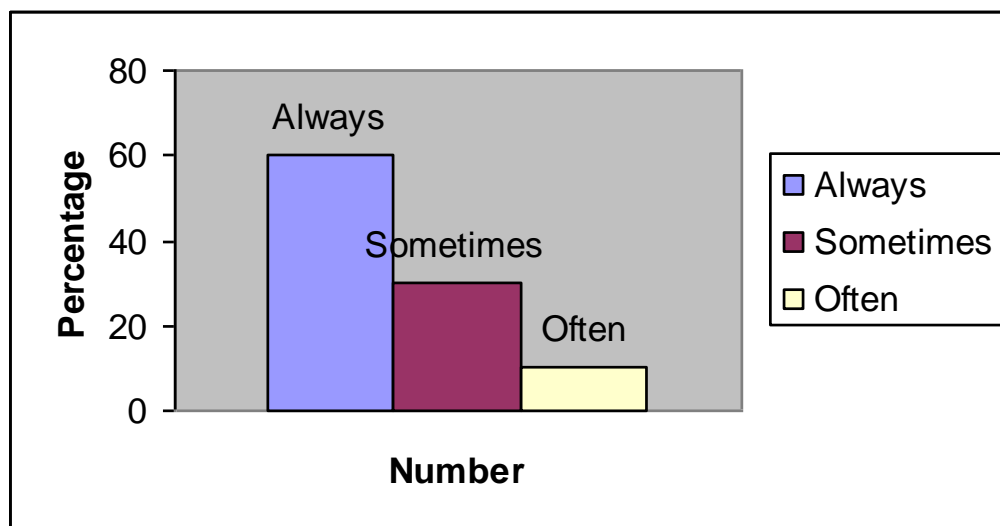 80
60
40
20
0
Percentage
Always
Sometimes
Often
Number
Always
Sometimes
Often